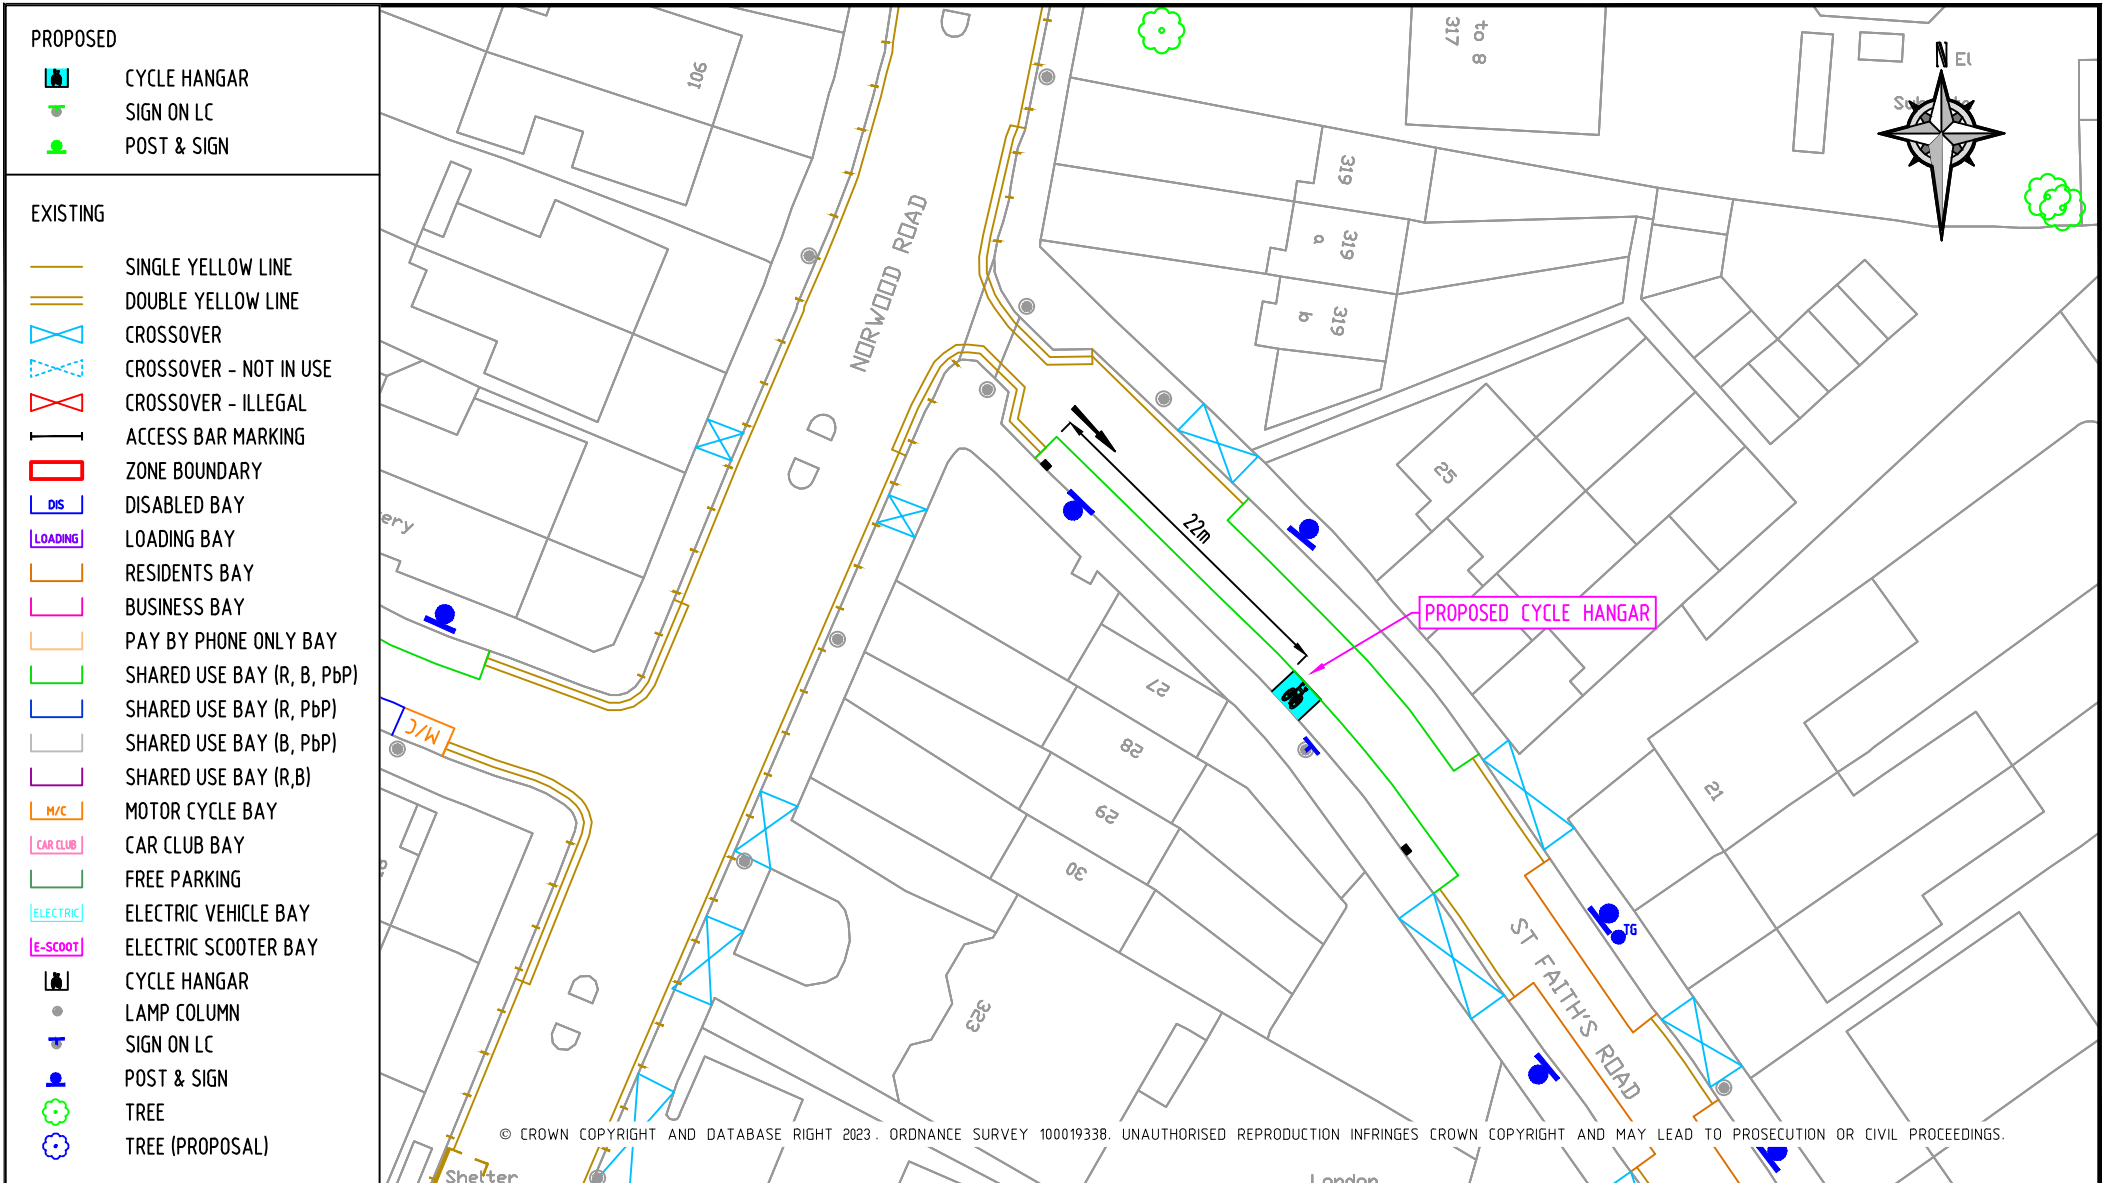 PROPOSED
CYCLE HANGAR
SIGN ON LC
POST & SIGN
EXISTING
SINGLE YELLOW LINE
DOUBLE YELLOW LINE
CROSSOVER
CROSSOVER - NOT IN USE
CROSSOVER - ILLEGAL
ACCESS BAR MARKING
ZONE BOUNDARY
DIS DISABLED BAY
LOADING LOADING BAY
RESIDENTS BAY
BUSINESS BAY
PAY BY PHONE ONLY BAY
SHARED USE BAY (R, B, PbP)
SHARED USE BAY (R, PbP)
SHARED USE BAY (B, PbP)
SHARED USE BAY (R,B)
M/C MOTOR CYCLE BAY
CAR CLUB CAR CLUB BAY
FREE PARKING
ELECTRIC ELECTRIC VEHICLE BAY
E-SCOOT ELECTRIC SCOOTER BAY
CYCLE HANGAR
LAMP COLUMN
SIGN ON LC
POST & SIGN
TREE
TREE (PROPOSAL)
106
NORWOOD ROAD
317
to 8
N
El
319
319
a
319
b
25
22m
PROPOSED CYCLE HANGAR
ery
M/C
27
28
29
30
21
TG
323
ST FAITH'S ROAD
© CROWN COPYRIGHT AND DATABASE RIGHT 2023. ORDNANCE SURVEY 100019338. UNAUTHORISED REPRODUCTION INFRINGES CROWN COPYRIGHT AND MAY LEAD TO PROSECUTION OR CIVIL PROCEEDINGS.
Shelter
London